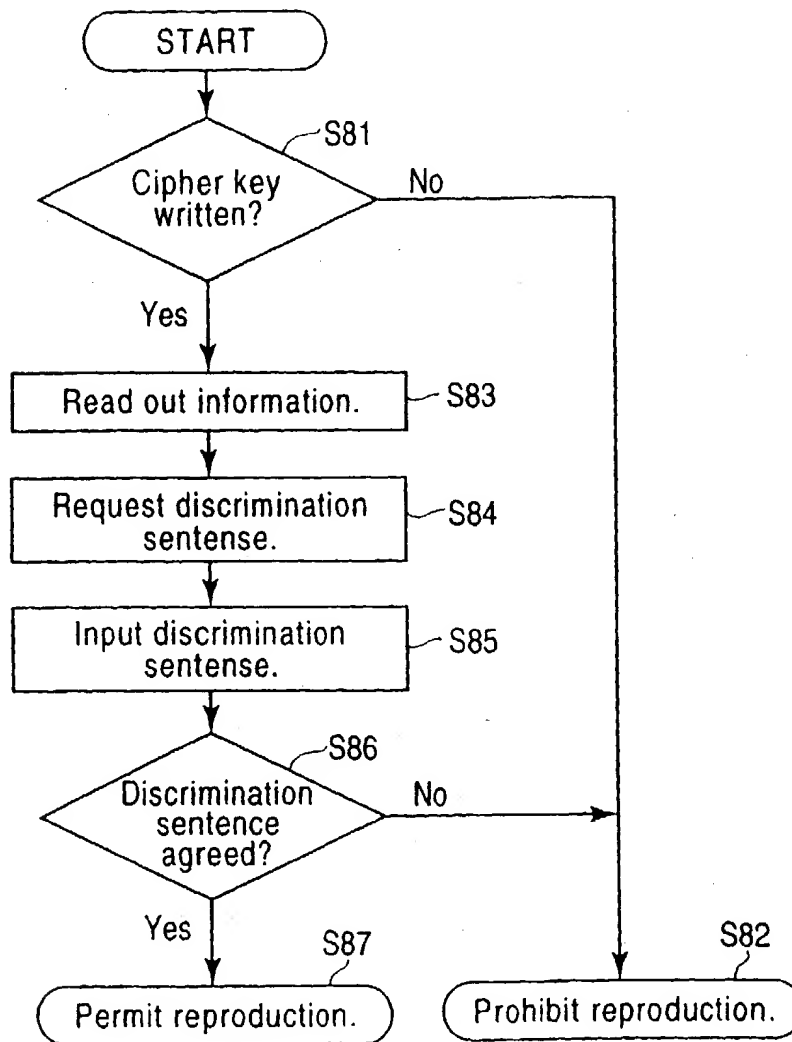 START
S81
Cipher key
written?
No
Yes
Read out information.
S83
Request discrimination
sentense.
S84
Input discrimination
sentense.
S85
S86
Discrimination
sentence
agreed?
No
Yes
S87
Permit reproduction.
S82
Prohibit reproduction.